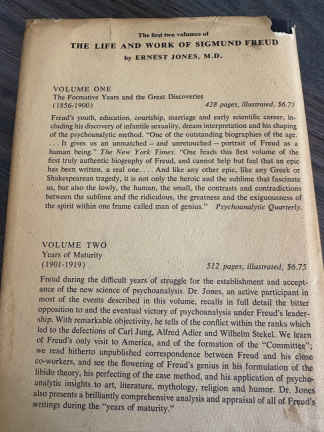 The first two volumes of
THE LIFE AND WORK OF SIGMUND FREUD
by ERNEST JONES, M.D.
VOLUME ONE
The Formative Years and the Great Discoveries
(1856-1900) 428 pages, illustrated, $6.75
Freud's youth, education, courtship, marriage and early scientific career, in-
cluding his discovery of infantile sexuality, dream interpretation and his shaping
of the psychoanalytic method. "One of the outstanding biographies of the age.
. . . It gives us an unmatched – and unretouched – portrait of Freud as a
human being." The New York Times. "One reads this first volume of the
first truly authentic biography of Freud, and cannot help but feel that an epic
has been written, a real one. . . . And like any other epic, like any Greek or
Shakespearean tragedy, it is not only the heroic and the sublime that fascinate
us, but also the lowly, the human, the small, the contrasts and contradictions
between the sublime and the ridiculous, the greatness and the exiguousness of
the spirit within one frame called man of genius." Psychoanalytic Quarterly.
VOLUME TWO
Years of Maturity
(1901-1919) 512 pages, illustrated, $6.75
Freud during the difficult years of struggle for the establishment and accept-
ance of the new science of psychoanalysis. Dr. Jones, an active participant in
most of the events described in this volume, recalls in full detail the bitter
opposition to and the eventual victory of psychoanalysis under Freud's leader-
ship. With remarkable objectivity, he tells of the conflict within the ranks which
led to the defections of Carl Jung, Alfred Adler and Wilhelm Stekel. We learn
of Freud's only visit to America, and of the formation of the "Committee";
we read hitherto unpublished correspondence between Freud and his close
co-workers, and see the flowering of Freud's genius in his formulation of the
libido theory, his perfecting of the case method, and his application of psycho-
analytic insights to art, literature, mythology, religion and humor. Dr. Jones
also presents a brilliantly comprehensive analysis and appraisal of all of Freud's
writings during the "years of maturity."